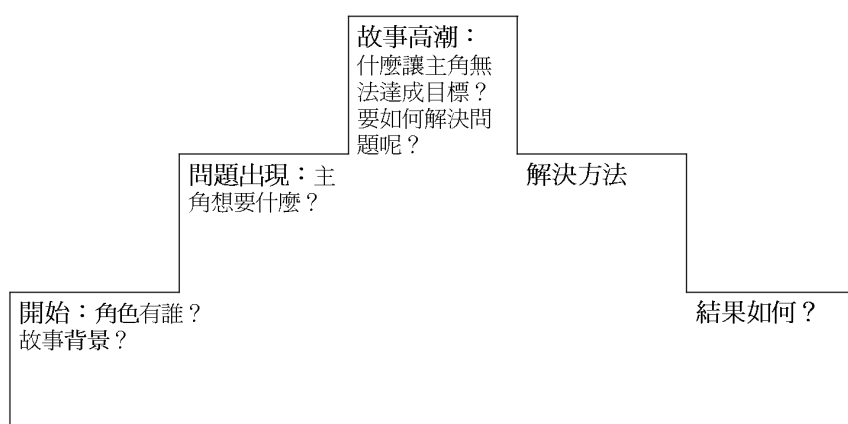 開始：角色有誰？
故事背景？
問題出現：主
角想要什麼？
故事高潮：
什麼讓主角無
法達成目標？
要如何解決問
題呢？
解決方法
結果如何？